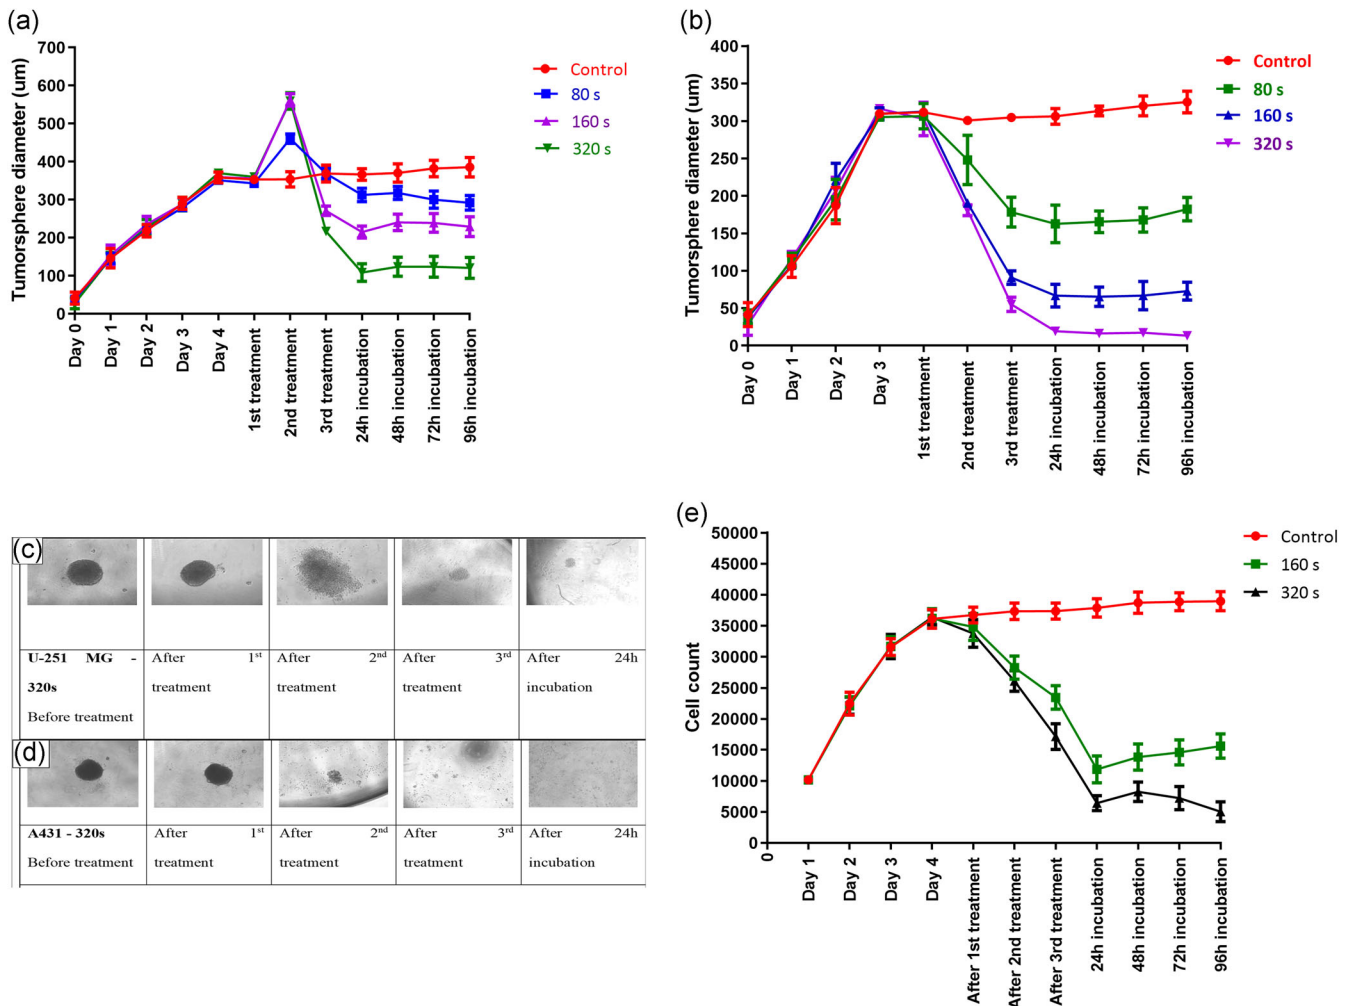 (a)
Tumorsphere diameter (um)
700
600
500
400
300
200
100
0
Day 0
Day 1
Day 2
Day 3
Day 4
1st treatment
2nd treatment
3rd treatment
24h incubation
48h incubation
72h incubation
96h incubation
Control
80 s
160 s
320 s
(b)
Tumorsphere diameter (um)
400
350
300
250
200
150
100
50
0
Day 0
Day 1
Day 2
Day 3
1st treatment
2nd treatment
3rd treatment
24h incubation
48h incubation
72h incubation
96h incubation
Control
80 s
160 s
320 s
(c)
U-251 MG -
320s
Before treatment
After 1st
treatment
After 2nd
treatment
After 3rd
treatment
After 24h
incubation
(d)
A431 - 320s
Before treatment
After 1st
treatment
After 2nd
treatment
After 3rd
treatment
After 24h
incubation
(e)
Cell count
50000
45000
40000
35000
30000
25000
20000
15000
10000
5000
0
0
Day 1
Day 2
Day 3
Day 4
After 1st treatment
After 2nd treatment
After 3rd treatment
24h incubation
48h incubation
72h incubation
96h incubation
Control
160 s
320 s